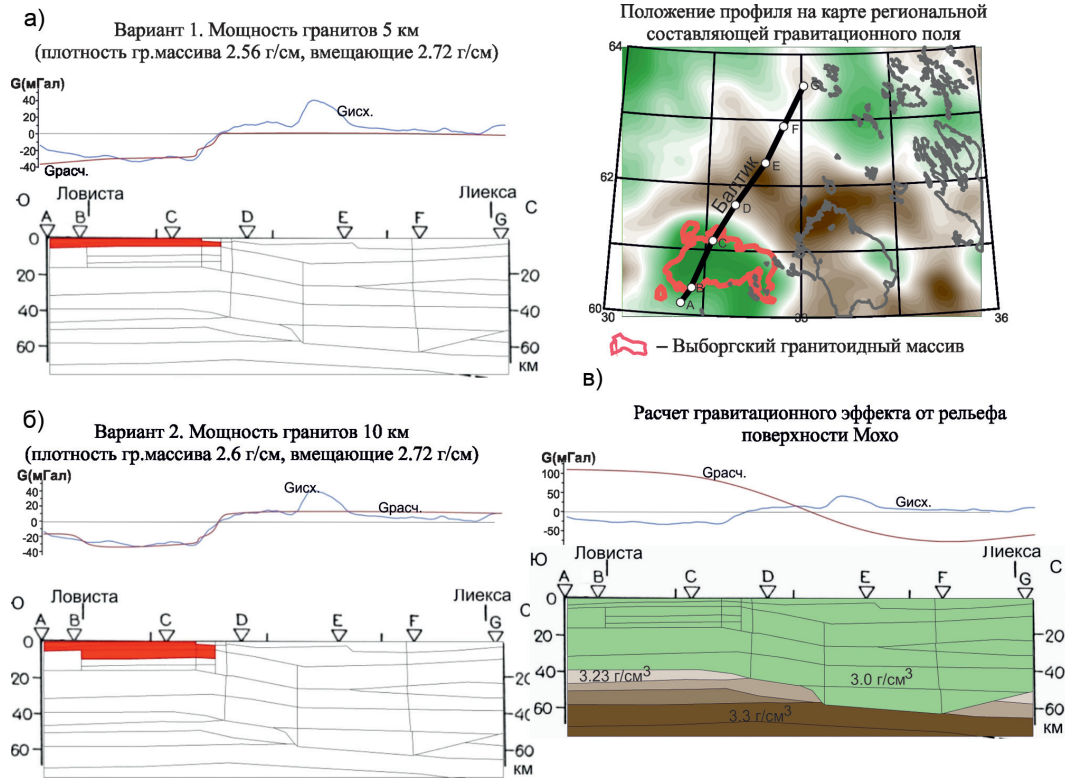 а)
Вариант 1. Мощность гранитов 5 км
(плотность гр.массива 2.56 г/см, вмещающие 2.72 г/см)
G(мГал)
40
20
0
-20
-40
Gисх.
Gрасч.
Ю
Ловиста
Лиекса
С
A
B
C
D
E
F
G
0
20
40
60
20
40
60
км
Положение профиля на карте региональной
составляющей гравитационного поля
64
62
60
30
33
36
Балтик
A
B
C
D
E
F
G
– Выборгский гранитоидный массив
б)
Вариант 2. Мощность гранитов 10 км
(плотность гр.массива 2.6 г/см, вмещающие 2.72 г/см)
G(мГал)
40
20
0
-20
-40
Gисх.
Gрасч.
Ю
Ловиста
Лиекса
С
A
B
C
D
E
F
G
0
20
40
60
20
40
60
км
в)
Расчет гравитационного эффекта от рельефа
поверхности Мохо
G(мГал)
100
50
0
-50
Gрасч.
Gисх.
Ю
Ловиста
Лиекса
С
A
B
C
D
E
F
G
0
20
40
60
20
40
60
км
3.23 г/см³
3.0 г/см³
3.3 г/см³